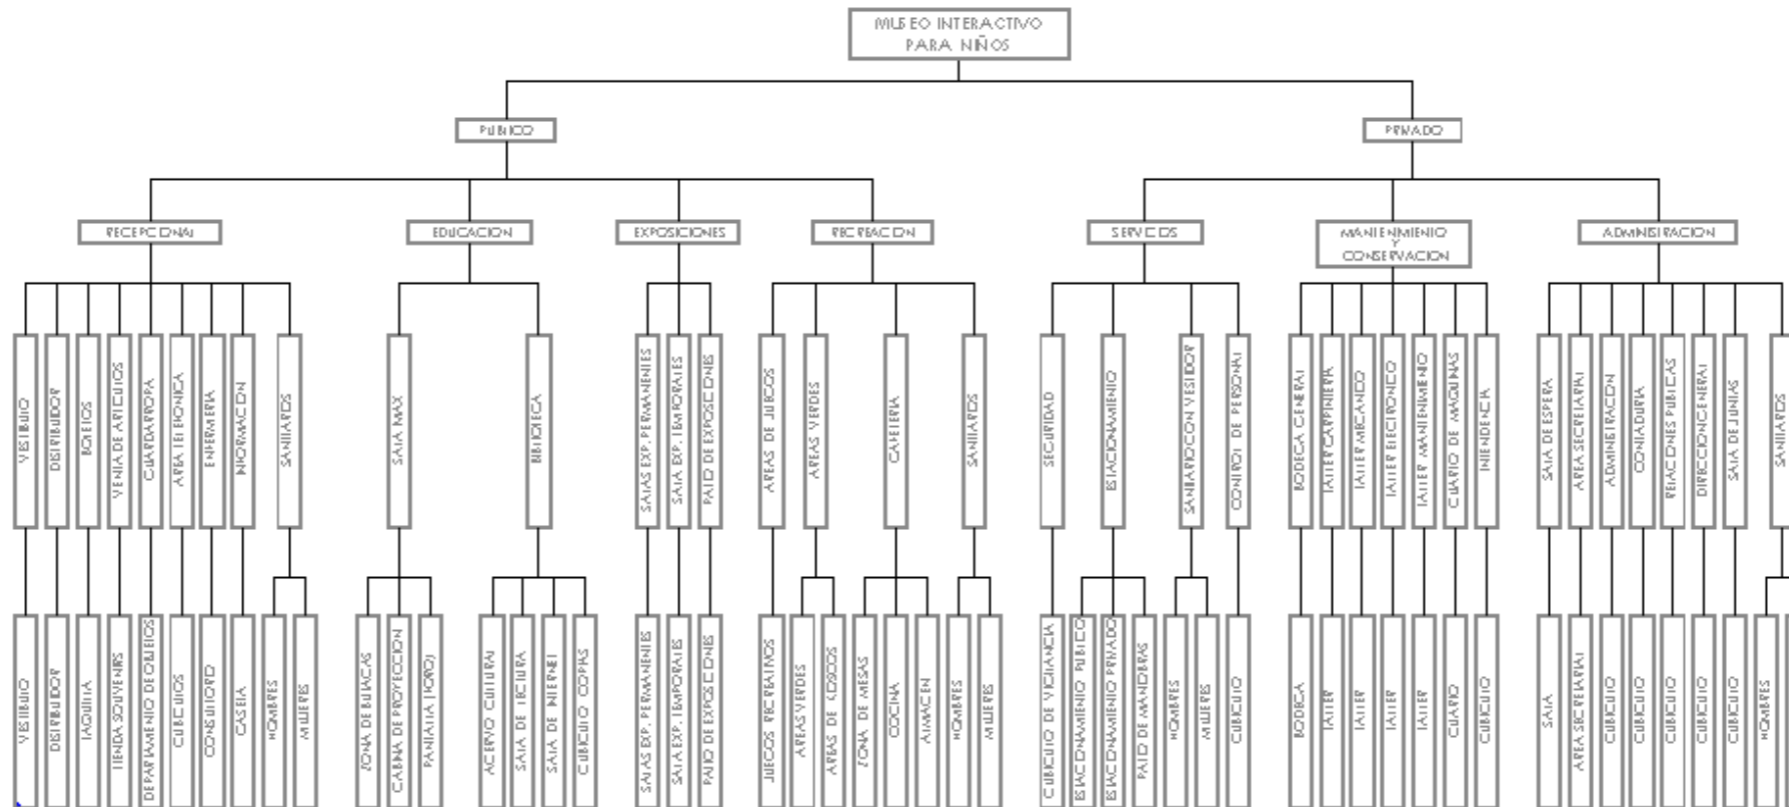 MUSEO INTERACTIVO
PARA NIÑOS
PUBLICO
PRIVADO
RECEPCIONAL
EDUCACION
EXPOSICIONES
RECREACION
SERVICIOS
MANTENIMIENTO
Y
CONSERVACION
ADMINISTRACION
VESTIBULO
DISTRIBUIDOR
BOLETOS
VENTA DE ARTICULOS
GUARDARROPA
AREA TELEFONICA
ENFERMERIA
INFORMACION
SANITARIOS
SALA MAX
BIBLIOTECA
SALAS EXP. PERMANENTES
SALA EXP. TEMPORALES
PATIO DE EXPOSICIONES
AREAS DE JUEGOS
AREAS VERDES
CAFETERIA
SANITARIOS
SEGURIDAD
ESTACIONAMIENTO
SANITARIO CON VESTIDOR
CONTROL DE PERSONAL
BODEGA GENERAL
TALLER CARPINTERIA
TALLER MECANICO
TALLER ELECTRONICO
TALLER MANTENIMIENTO
CUARTO DE MAQUINAS
INTENDENCIA
SALA DE ESPERA
AREA SECRETARIAL
ADMINISTRACION
CONTADURIA
RELACIONES PUBLICAS
DIRECCION GENERAL
SALA DE JUNTAS
SANITARIOS
VESTIBULO
DISTRIBUIDOR
TAQUILLA
TIENDA SOUVENIRS
DEPARTAMENTO DE OBJETOS
CUBICULOS
CONSULTORIO
CASETA
HOMBRES
MUJERES
ZONA DE BUTACAS
CABINA DE PROYECCION
PANTALLA (FORO)
ACERVO CULTURAL
SALA DE LECTURA
SALA DE INTERNET
CUBICULO COPIAS
SALAS EXP. PERMANENTES
SALA EXP. TEMPORALES
PATIO DE EXPOSICIONES
JUEGOS RECREATIVOS
AREAS VERDES
AREAS DE KIOSCOS
ZONA DE MESAS
COCINA
ALMACEN
HOMBRES
MUJERES
CUBICULO DE VIGILANCIA
ESTACIONAMIENTO PUBLICO
ESTACIONAMIENTO PRIVADO
PATIO DE MANIOBRAS
HOMBRES
MUJERES
CUBICULO
BODEGA
TALLER
TALLER
TALLER
TALLER
CUARTO
CUBICULO
SALA
AREA SECRETARIAL
CUBICULO
CUBICULO
CUBICULO
CUBICULO
CUBICULO
HOMBRES